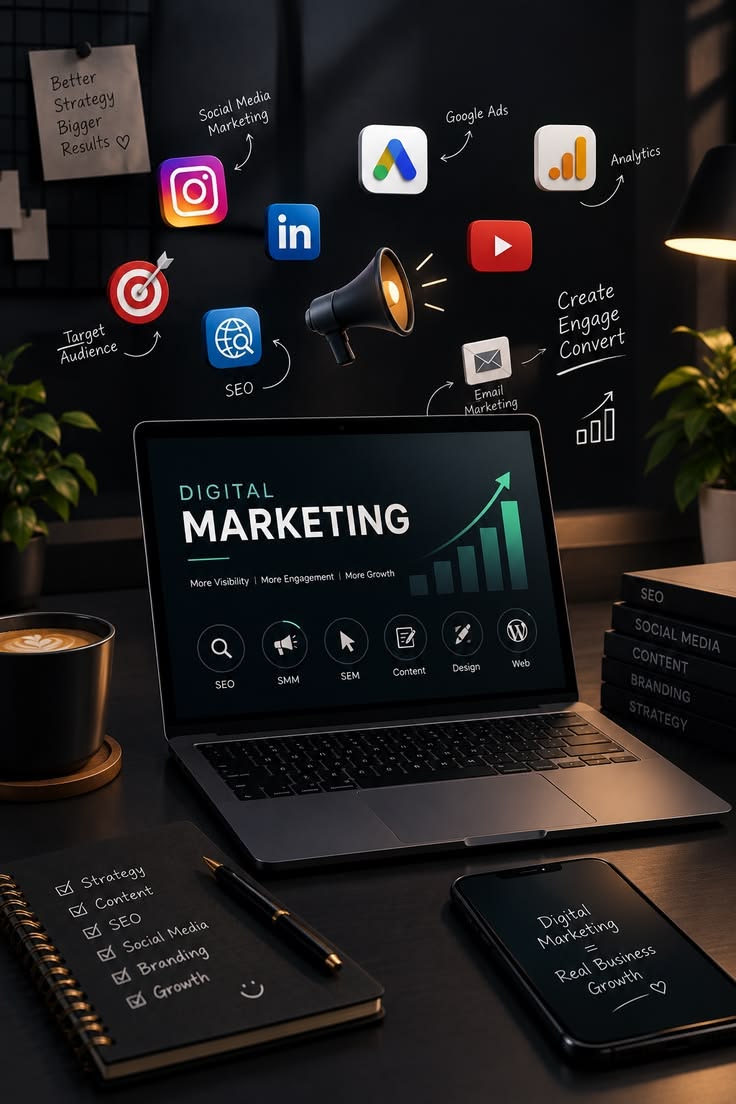 Better
Strategy
Bigger
Results ♡
Social Media
Marketing
Google Ads
Analytics
in
Target
Audience
SEO
Create
Engage
Convert
Email
Marketing
DIGITAL
MARKETING
More Visibility | More Engagement | More Growth
SEO
SMM
SEM
Content
Design
Web
SEO
SOCIAL MEDIA
CONTENT
BRANDING
STRATEGY
Strategy
Content
SEO
Social Media
Branding
Growth
Digital
Marketing
=
Real Business
Growth ♡